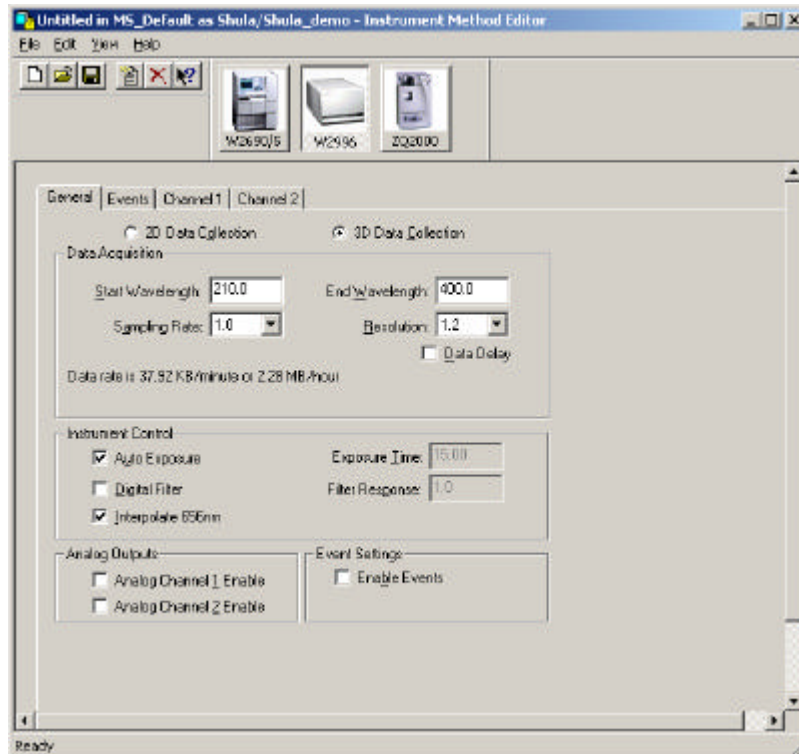 Untitled in MS_Default as Shula/Shula_demo - Instrument Method Editor
File Edit View Help
W2690/5 W2996 ZQ2000
General Events Channel 1 Channel 2
2D Data Collection 3D Data Collection
Data Acquisition
Start Wavelength: 210.0 End Wavelength: 400.0
Sampling Rate: 1.0 Resolution: 1.2
Data Delay
Data rate is 37.92 KB/minute or 2.28 MB/hour
Instrument Control
Auto Exposure Exposure Time: 15.00
Digital Filter Filter Response: 1.0
Interpolate 656nm
Analog Outputs Event Settings
Analog Channel 1 Enable Enable Events
Analog Channel 2 Enable
Ready